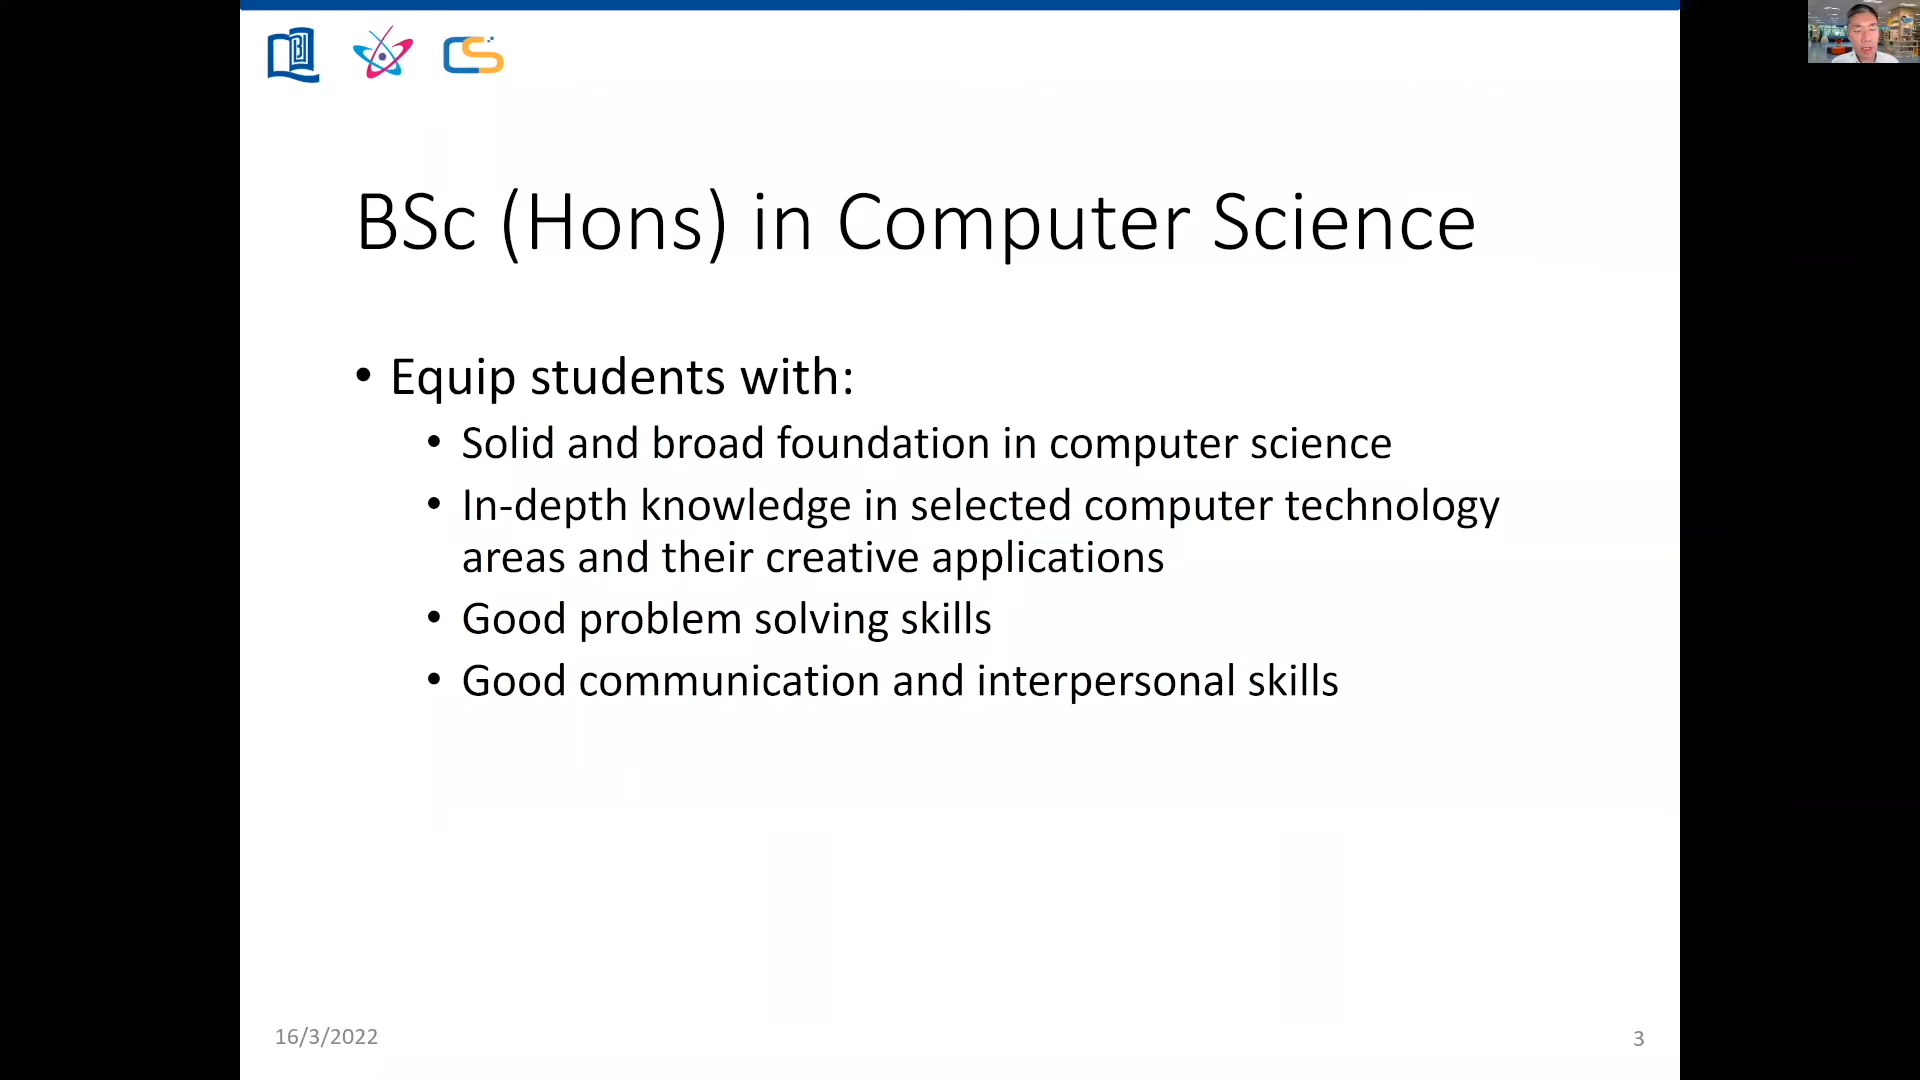 BSc (Hons) in Computer Science
• Equip students with:
• Solid and broad foundation in computer science
• In-depth knowledge in selected computer technology
areas and their creative applications
• Good problem solving skills
• Good communication and interpersonal skills
16/3/2022
3